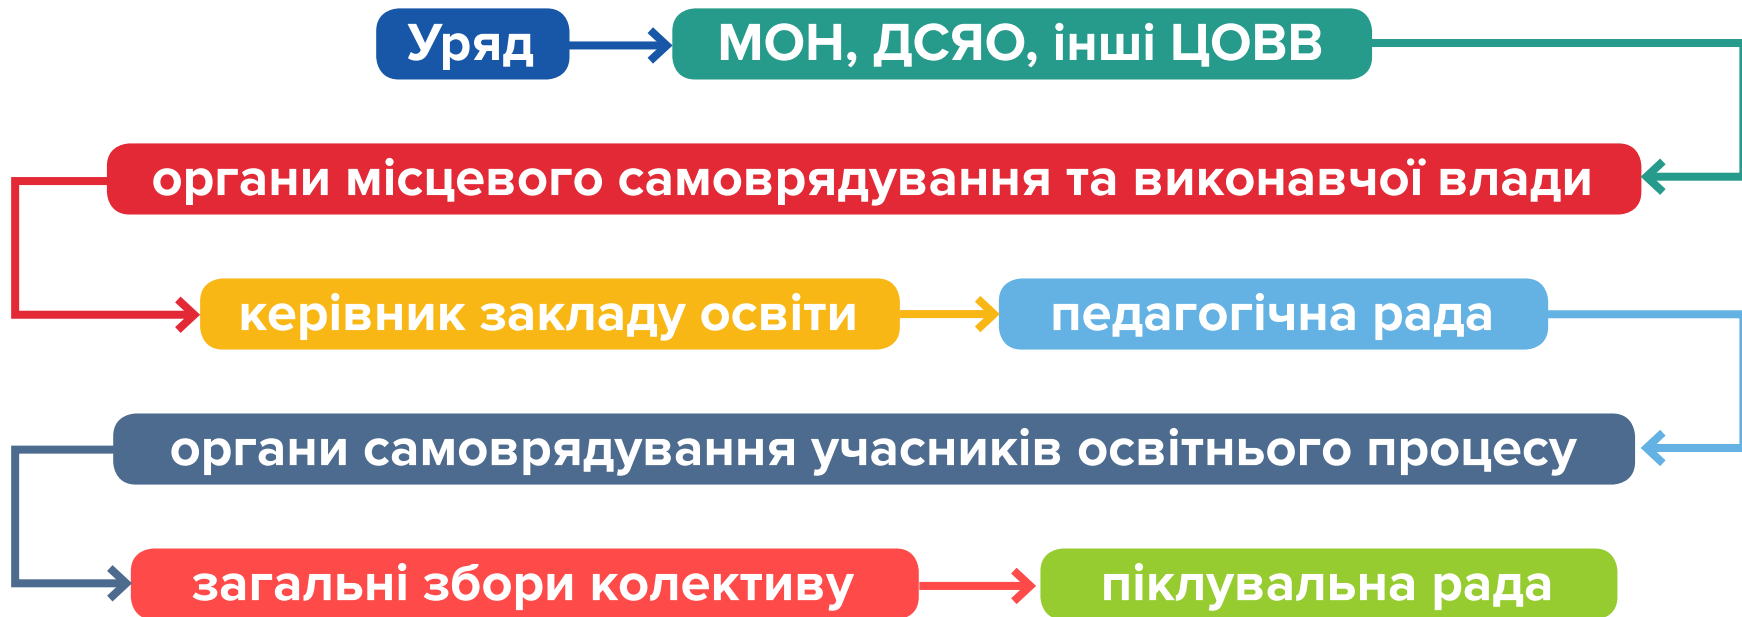 Уряд
МОН, ДСЯО, інші ЦОВВ
органи місцевого самоврядування та виконавчої влади
керівник закладу освіти
педагогічна рада
органи самоврядування учасників освітнього процесу
загальні збори колективу
піклувальна рада